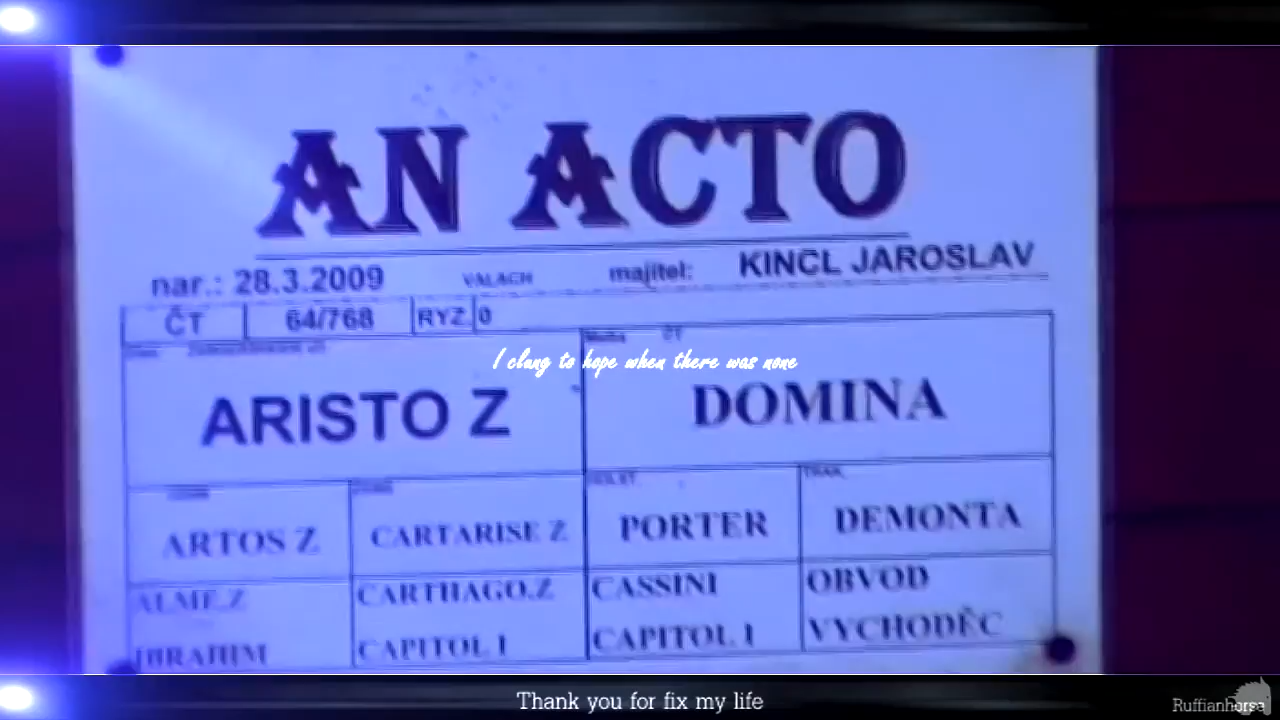 AN ACTO
nar.: 28.3.2009 VALACH majitel: KINCL JAROSLAV
ČT 64/768 RYZ. 0
ČT
I clung to hope when there was none
ARISTO Z DOMINA
ARTOS Z CARTARISE Z PORTER DEMONTA
ALME.Z CARTHAGO.Z CASSINI OBVOD
IBRAHIM CAPITOL I CAPITOL I VYCHODĚC
Thank you for fix my life
Ruffianhorse